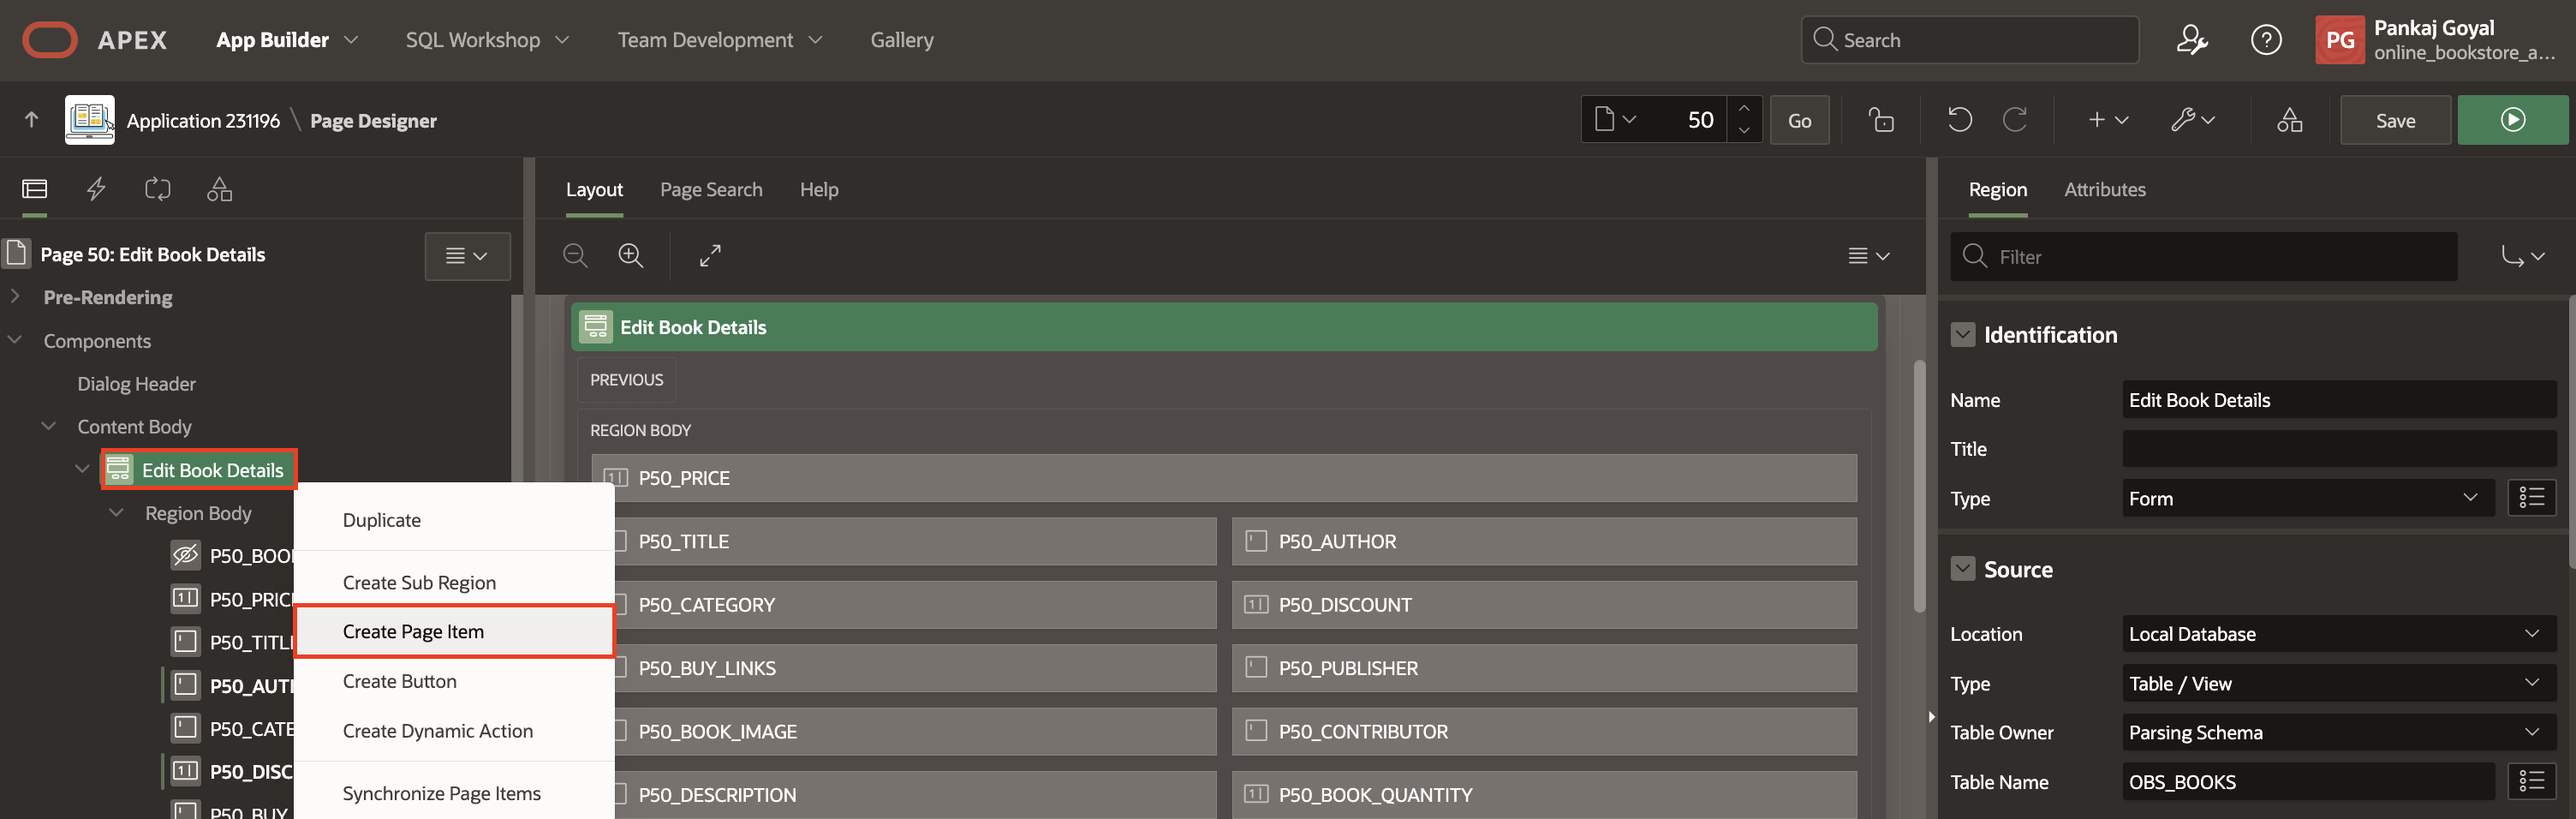 APEX
App Builder
SQL Workshop
Team Development
Gallery
Search
PG
Pankaj Goyal
online_bookstore_a...
Application 231196 \ Page Designer
50
Go
Save
Page 50: Edit Book Details
Pre-Rendering
Components
Dialog Header
Content Body
Edit Book Details
Region Body
P50_BOO
P50_PRIC
P50_TITL
P50_AUT
P50_CATE
P50_DISC
P50_BUY
Duplicate
Create Sub Region
Create Page Item
Create Button
Create Dynamic Action
Synchronize Page Items
Layout
Page Search
Help
Edit Book Details
PREVIOUS
REGION BODY
P50_PRICE
P50_TITLE
P50_AUTHOR
P50_CATEGORY
P50_DISCOUNT
P50_BUY_LINKS
P50_PUBLISHER
P50_BOOK_IMAGE
P50_CONTRIBUTOR
P50_DESCRIPTION
P50_BOOK_QUANTITY
Region
Attributes
Filter
Identification
Name
Edit Book Details
Title
Type
Form
Source
Location
Local Database
Type
Table / View
Table Owner
Parsing Schema
Table Name
OBS_BOOKS